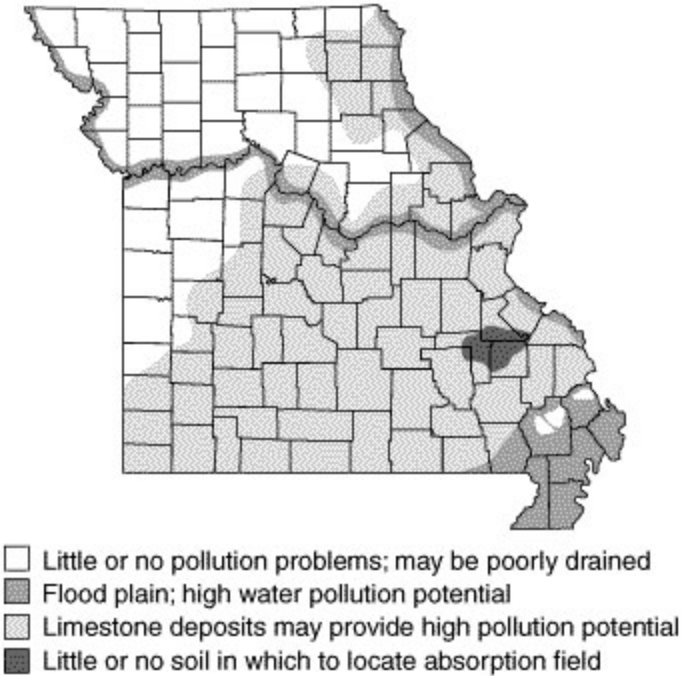 Little or no pollution problems; may be poorly drained
Flood plain; high water pollution potential
Limestone deposits may provide high pollution potential
Little or no soil in which to locate absorption field